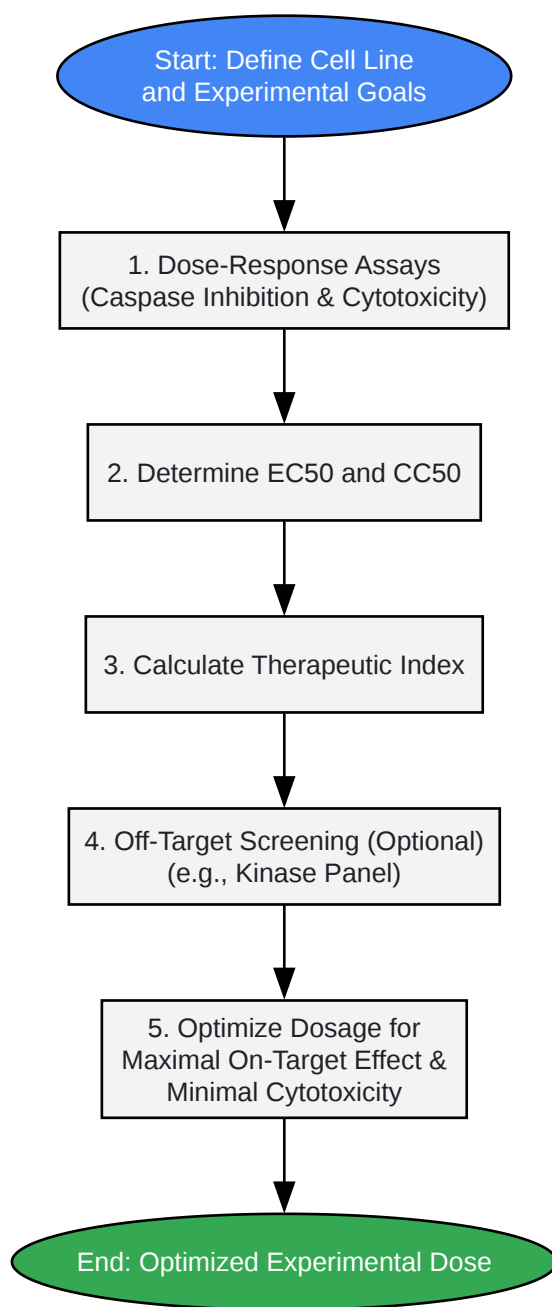 Start: Define Cell Line
and Experimental Goals
1. Dose-Response Assays
(Caspase Inhibition & Cytotoxicity)
2. Determine EC50 and CC50
3. Calculate Therapeutic Index
4. Off-Target Screening (Optional)
(e.g., Kinase Panel)
5. Optimize Dosage for
Maximal On-Target Effect &
Minimal Cytotoxicity
End: Optimized Experimental Dose